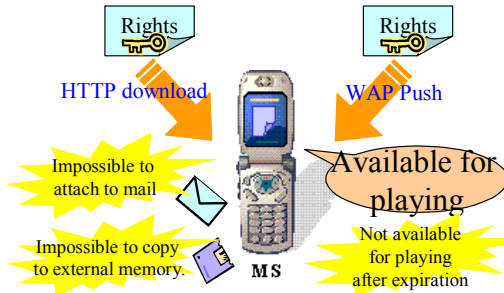 Rights
Rights
HTTP download
WAP Push
Impossible to
attach to mail
Available for
playing
Impossible to copy
to external memory.
Not available
for playing
after expiration
MS